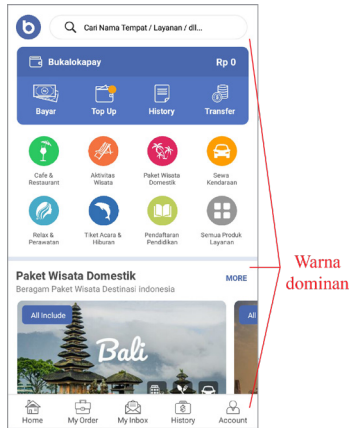 b
Cari Nama Tempat / Layanan / dll...
Bukalokapay
Rp 0
Bayar
Top Up
History
Transfer
Cafe &
Restaurant
Aktivitas
Wisata
Paket Wisata
Domestik
Sewa
Kendaraan
Relax &
Perawatan
Tiket Acara &
Hiburan
Pendaftaran
Pendidikan
Semua Produk
Layanan
Paket Wisata Domestik
MORE
Beragam Paket Wisata Destinasi indonesia
All Include
Bali
All
Home
My Order
My Inbox
History
Account
Warna
dominan